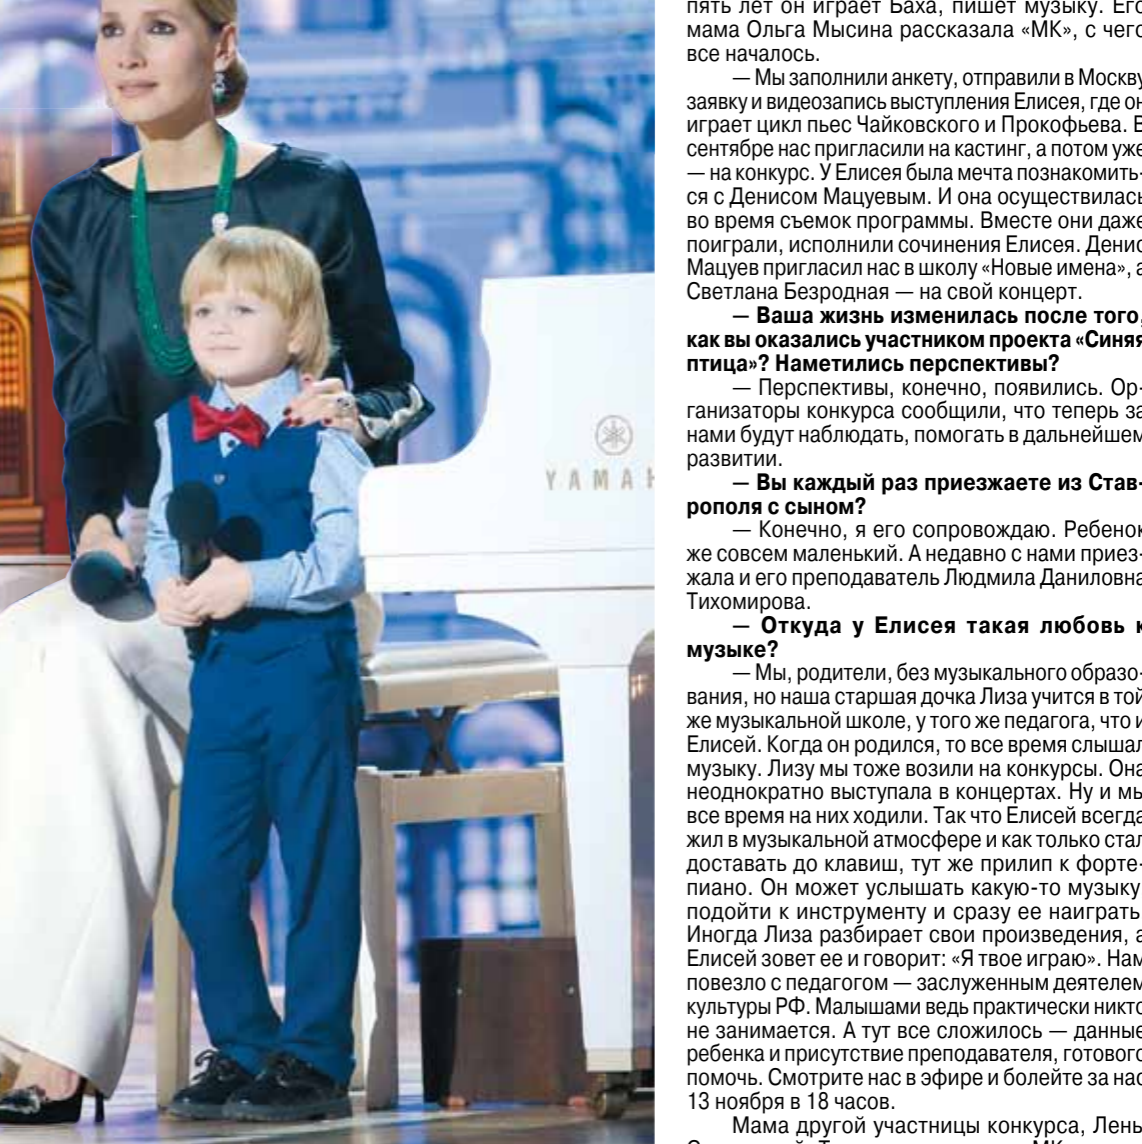 YAMAH
пять лет он играет Баха, пишет музыку. Его
мама Ольга Мысина рассказала «МК», с чего
все началось.
— Мы заполнили анкету, отправили в Москву
заявку и видеозапись выступления Елисея, где он
играет цикл пьес Чайковского и Прокофьева. В
сентябре нас пригласили на кастинг, а потом уже
— на конкурс. У Елисея была мечта познакомить-
ся с Денисом Мацуевым. И она осуществилась
во время съемок программы. Вместе они даже
поиграли, исполнили сочинения Елисея. Денис
Мацуев пригласил нас в школу «Новые имена», а
Светлана Безродная — на свой концерт.
— Ваша жизнь изменилась после того,
как вы оказались участником проекта «Синяя
птица»? Наметились перспективы?
— Перспективы, конечно, появились. Ор-
ганизаторы конкурса сообщили, что теперь за
нами будут наблюдать, помогать в дальнейшем
развитии.
— Вы каждый раз приезжаете из Став-
рополя с сыном?
— Конечно, я его сопровождаю. Ребенок
же совсем маленький. А недавно с нами приез-
жала и его преподаватель Людмила Даниловна
Тихомирова.
— Откуда у Елисея такая любовь к
музыке?
— Мы, родители, без музыкального образо-
вания, но наша старшая дочка Лиза учится в той
же музыкальной школе, у того же педагога, что и
Елисей. Когда он родился, то все время слышал
музыку. Лизу мы тоже возили на конкурсы. Она
неоднократно выступала в концертах. Ну и мы
все время на них ходили. Так что Елисей всегда
жил в музыкальной атмосфере и как только стал
доставать до клавиш, тут же прилип к форте-
пиано. Он может услышать какую-то музыку,
подойти к инструменту и сразу ее наиграть.
Иногда Лиза разбирает свои произведения, а
Елисей зовет ее и говорит: «Я твое играю». Нам
повезло с педагогом — заслуженным деятелем
культуры РФ. Малышами ведь практически никто
не занимается. А тут все сложилось — данные
ребенка и присутствие преподавателя, готового
помочь. Смотрите нас в эфире и болейте за нас
13 ноября в 18 часов.
Мама другой участницы конкурса, Лены